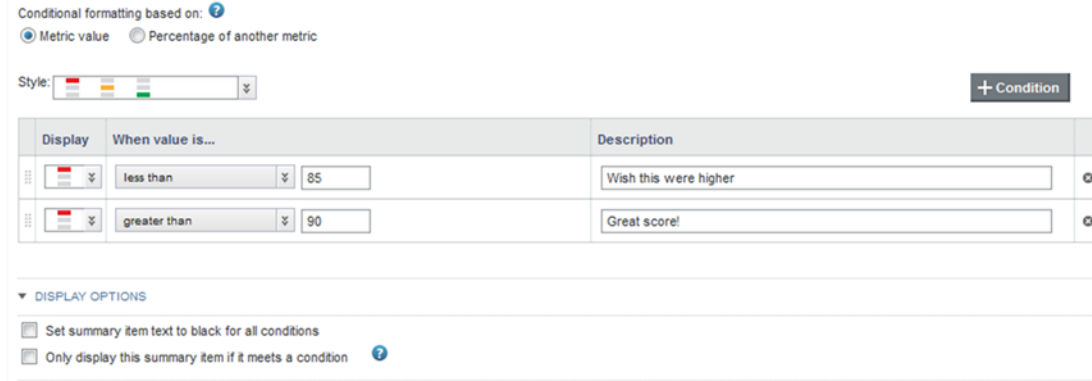 Conditional formatting based on: ?
Metric value Percentage of another metric
Style:
+ Condition
Display When value is... Description
less than 85 Wish this were higher
greater than 90 Great score!
DISPLAY OPTIONS
Set summary item text to black for all conditions
Only display this summary item if it meets a condition ?